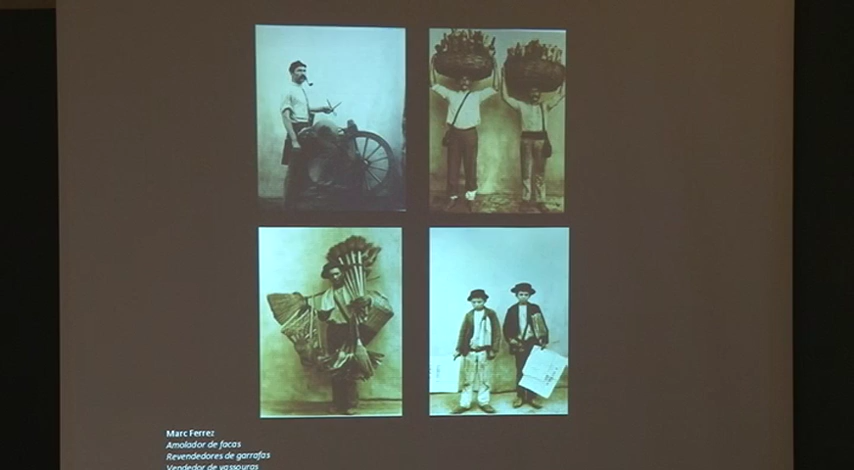 Marc Ferrez
Amolador de facas
Revendedores de garrafas
Vendedor de vassouras